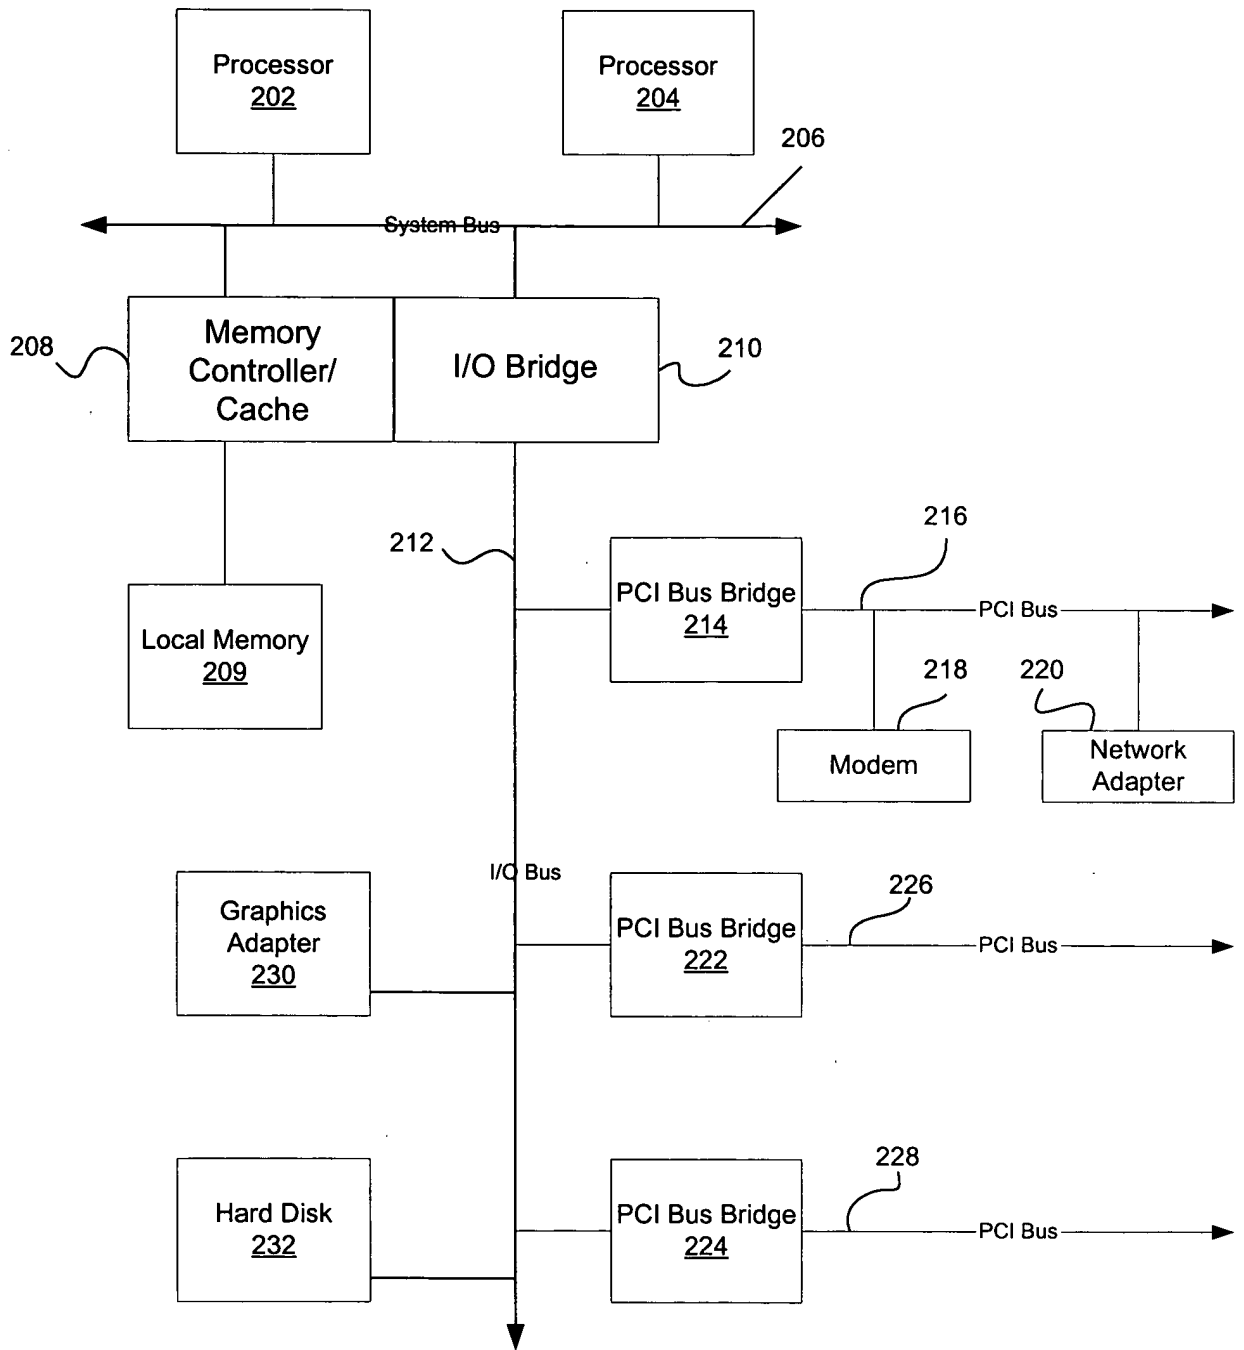 Processor
202
Processor
204
206
System Bus
208
Memory
Controller/
Cache
I/O Bridge
210
212
216
PCI Bus Bridge
214
PCI Bus
Local Memory
209
218
220
Modem
Network
Adapter
I/O Bus
Graphics
Adapter
230
PCI Bus Bridge
222
226
PCI Bus
Hard Disk
232
PCI Bus Bridge
224
228
PCI Bus